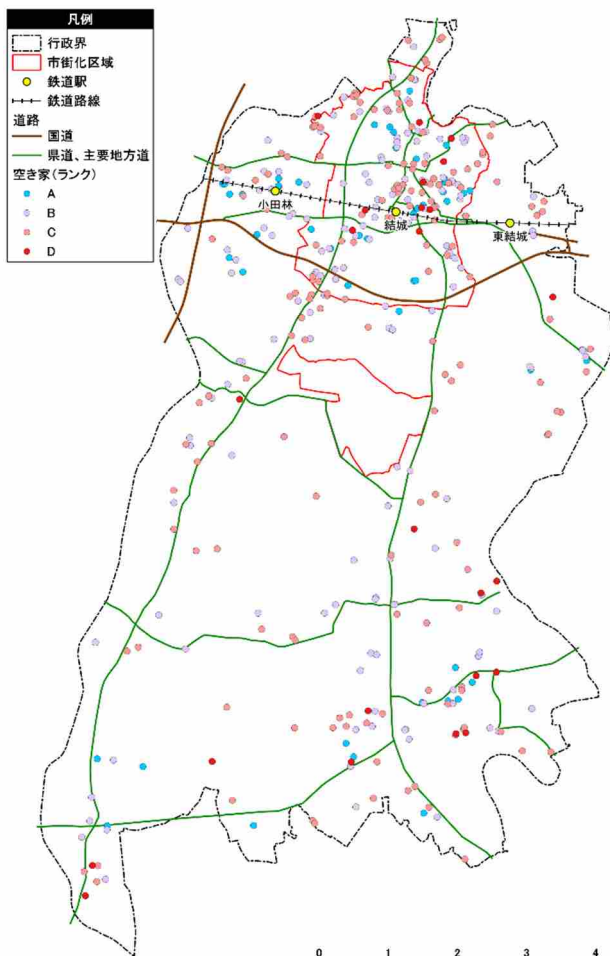 凡例
行政界
市街化区域
鉄道駅
鉄道路線
道路
国道
県道、主要地方道
空き家(ランク)
A
B
C
D
小田林
結城
東結城
0 1 2 3 4